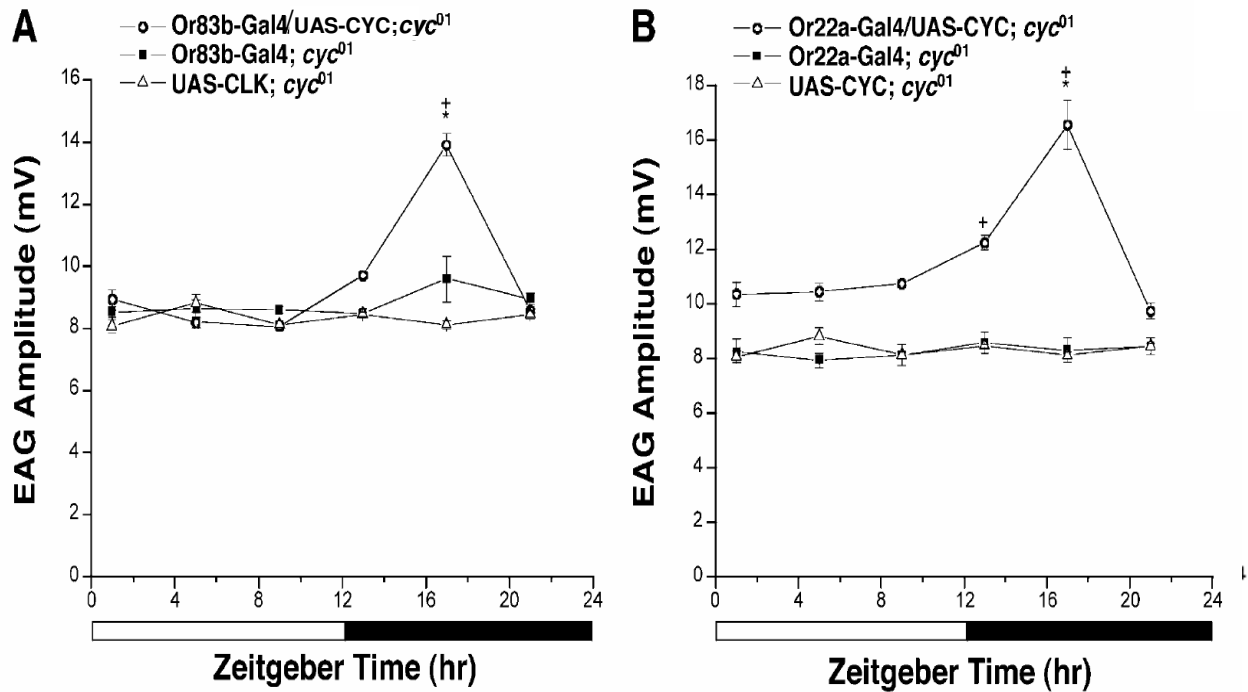 A
Or83b-Gal4/UAS-CYC;cyc01
Or83b-Gal4; cyc01
UAS-CLK; cyc01
16
14
12
10
8
6
4
2
0
EAG Amplitude (mV)
+
*
0 4 8 12 16 20 24
Zeitgeber Time (hr)
B
Or22a-Gal4/UAS-CYC; cyc01
Or22a-Gal4; cyc01
UAS-CYC; cyc01
18
16
14
12
10
8
6
4
2
0
EAG Amplitude (mV)
‡
*
+
0 4 8 12 16 20 24
Zeitgeber Time (hr)